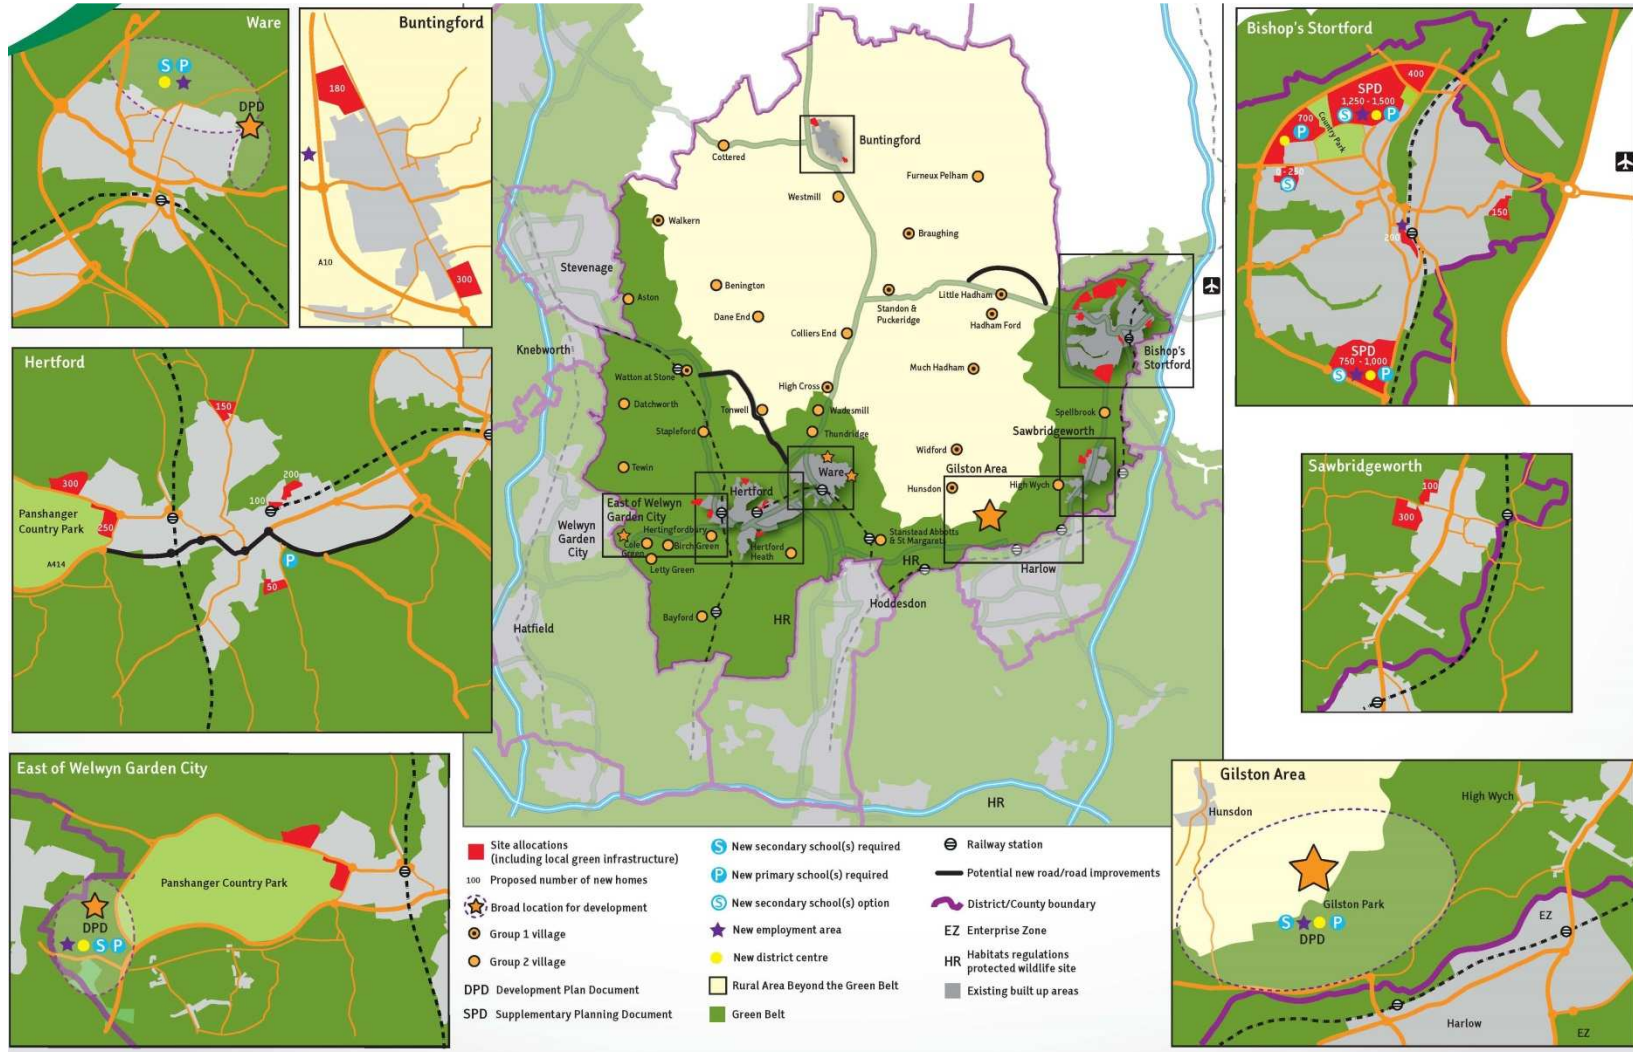 Ware
S P
DPD
Buntingford
180
A10
300
Hertford
150
300
200
100
Panshanger
Country Park
250
A414
P
50
East of Welwyn Garden City
Panshanger Country Park
DPD
S P
Buntingford
Cottered
Furneux Pelham
Westmill
Walkern
Braughing
Stevenage
Benington
Aston
Little Hadham
Standon &
Puckeridge
Dane End
Hadham Ford
Colliers End
Knebworth
Bishop's
Stortford
Watton at Stone
Much Hadham
High Cross
Datchworth
Tonwell
Wadesmill
Spellbrook
Stapleford
Thundridge
Sawbridgeworth
Widford
Tewin
Ware
Gilston Area
Hertford
Hunsdon
High Wych
East of Welwyn
Garden City
Welwyn
Garden
City
Hertingfordbury
Cole
Green
Birch Green
Stanstead Abbotts
& St Margarets
Hertford
Heath
Letty Green
HR
Harlow
Hoddesdon
Bayford
HR
Hatfield
HR
Bishop's Stortford
400
SPD
1,250 - 1,500
S P
700
P
Country Park
0 - 250
S
150
200
SPD
750 - 1,000
S P
Sawbridgeworth
100
300
Gilston Area
Hunsdon
High Wych
Gilston Park
S P
DPD
EZ
Harlow
EZ
Site allocations
(including local green infrastructure)
100 Proposed number of new homes
Broad location for development
Group 1 village
Group 2 village
DPD Development Plan Document
SPD Supplementary Planning Document
S New secondary school(s) required
P New primary school(s) required
S New secondary school(s) option
New employment area
New district centre
Rural Area Beyond the Green Belt
Green Belt
Railway station
Potential new road/road improvements
District/County boundary
EZ Enterprise Zone
HR Habitats regulations
protected wildlife site
Existing built up areas